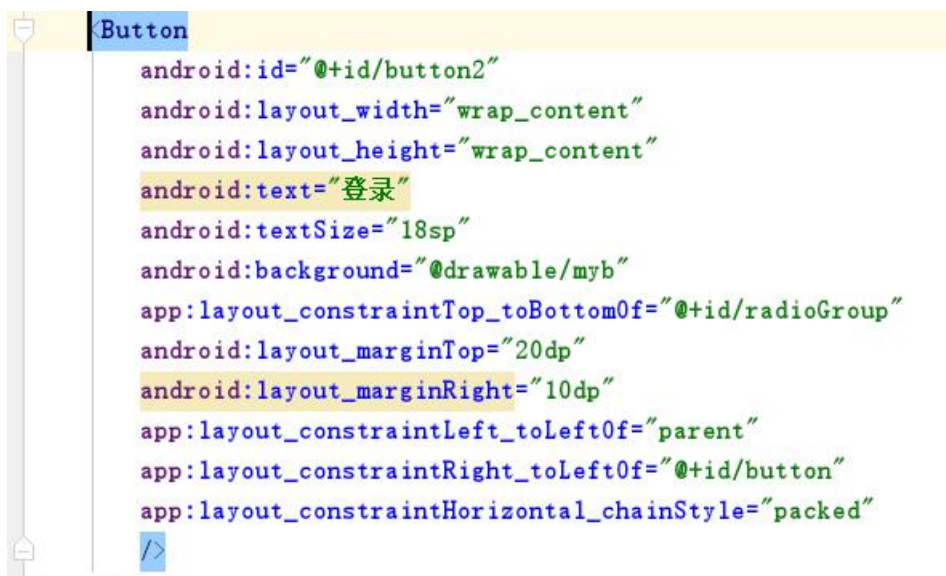 <Button
android:id="@+id/button2"
android:layout_width="wrap_content"
android:layout_height="wrap_content"
android:text="登录"
android:textSize="18sp"
android:background="@drawable/myb"
app:layout_constraintTop_toBottomOf="@+id/radioGroup"
android:layout_marginTop="20dp"
android:layout_marginRight="10dp"
app:layout_constraintLeft_toLeftOf="parent"
app:layout_constraintRight_toLeftOf="@+id/button"
app:layout_constraintHorizontal_chainStyle="packed"
/>